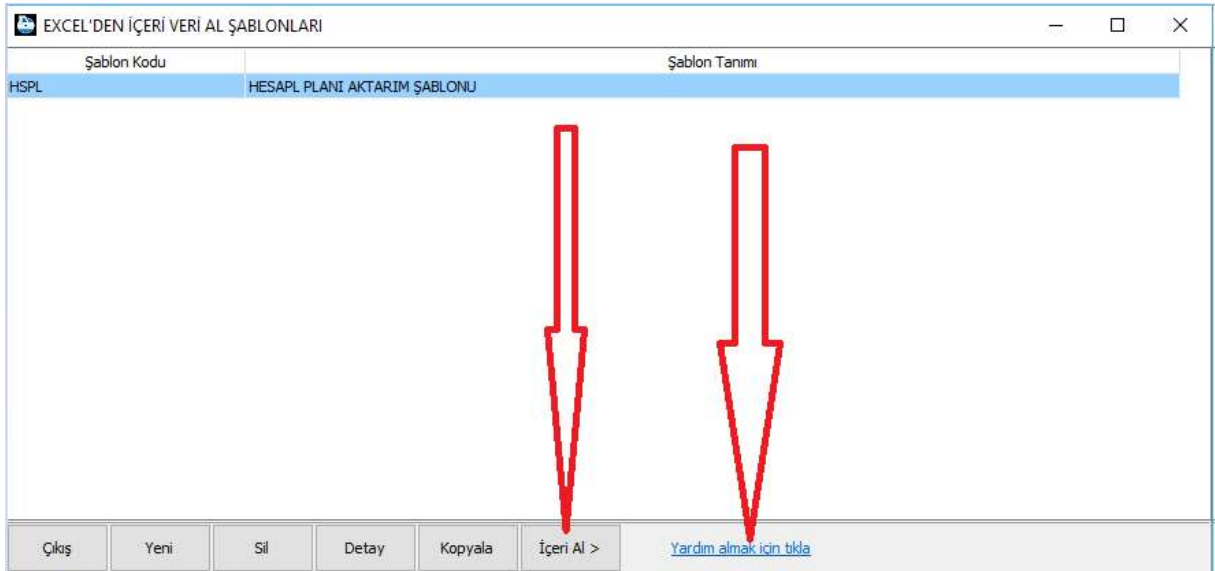 EXCEL'DEN İÇERİ VERİ AL ŞABLONLARI
Şablon Kodu Şablon Tanımı
HSPL HESAPL PLANI AKTARIM ŞABLONU
Çıkış Yeni Sil Detay Kopyala İçeri Al > Yardım almak için tıkla